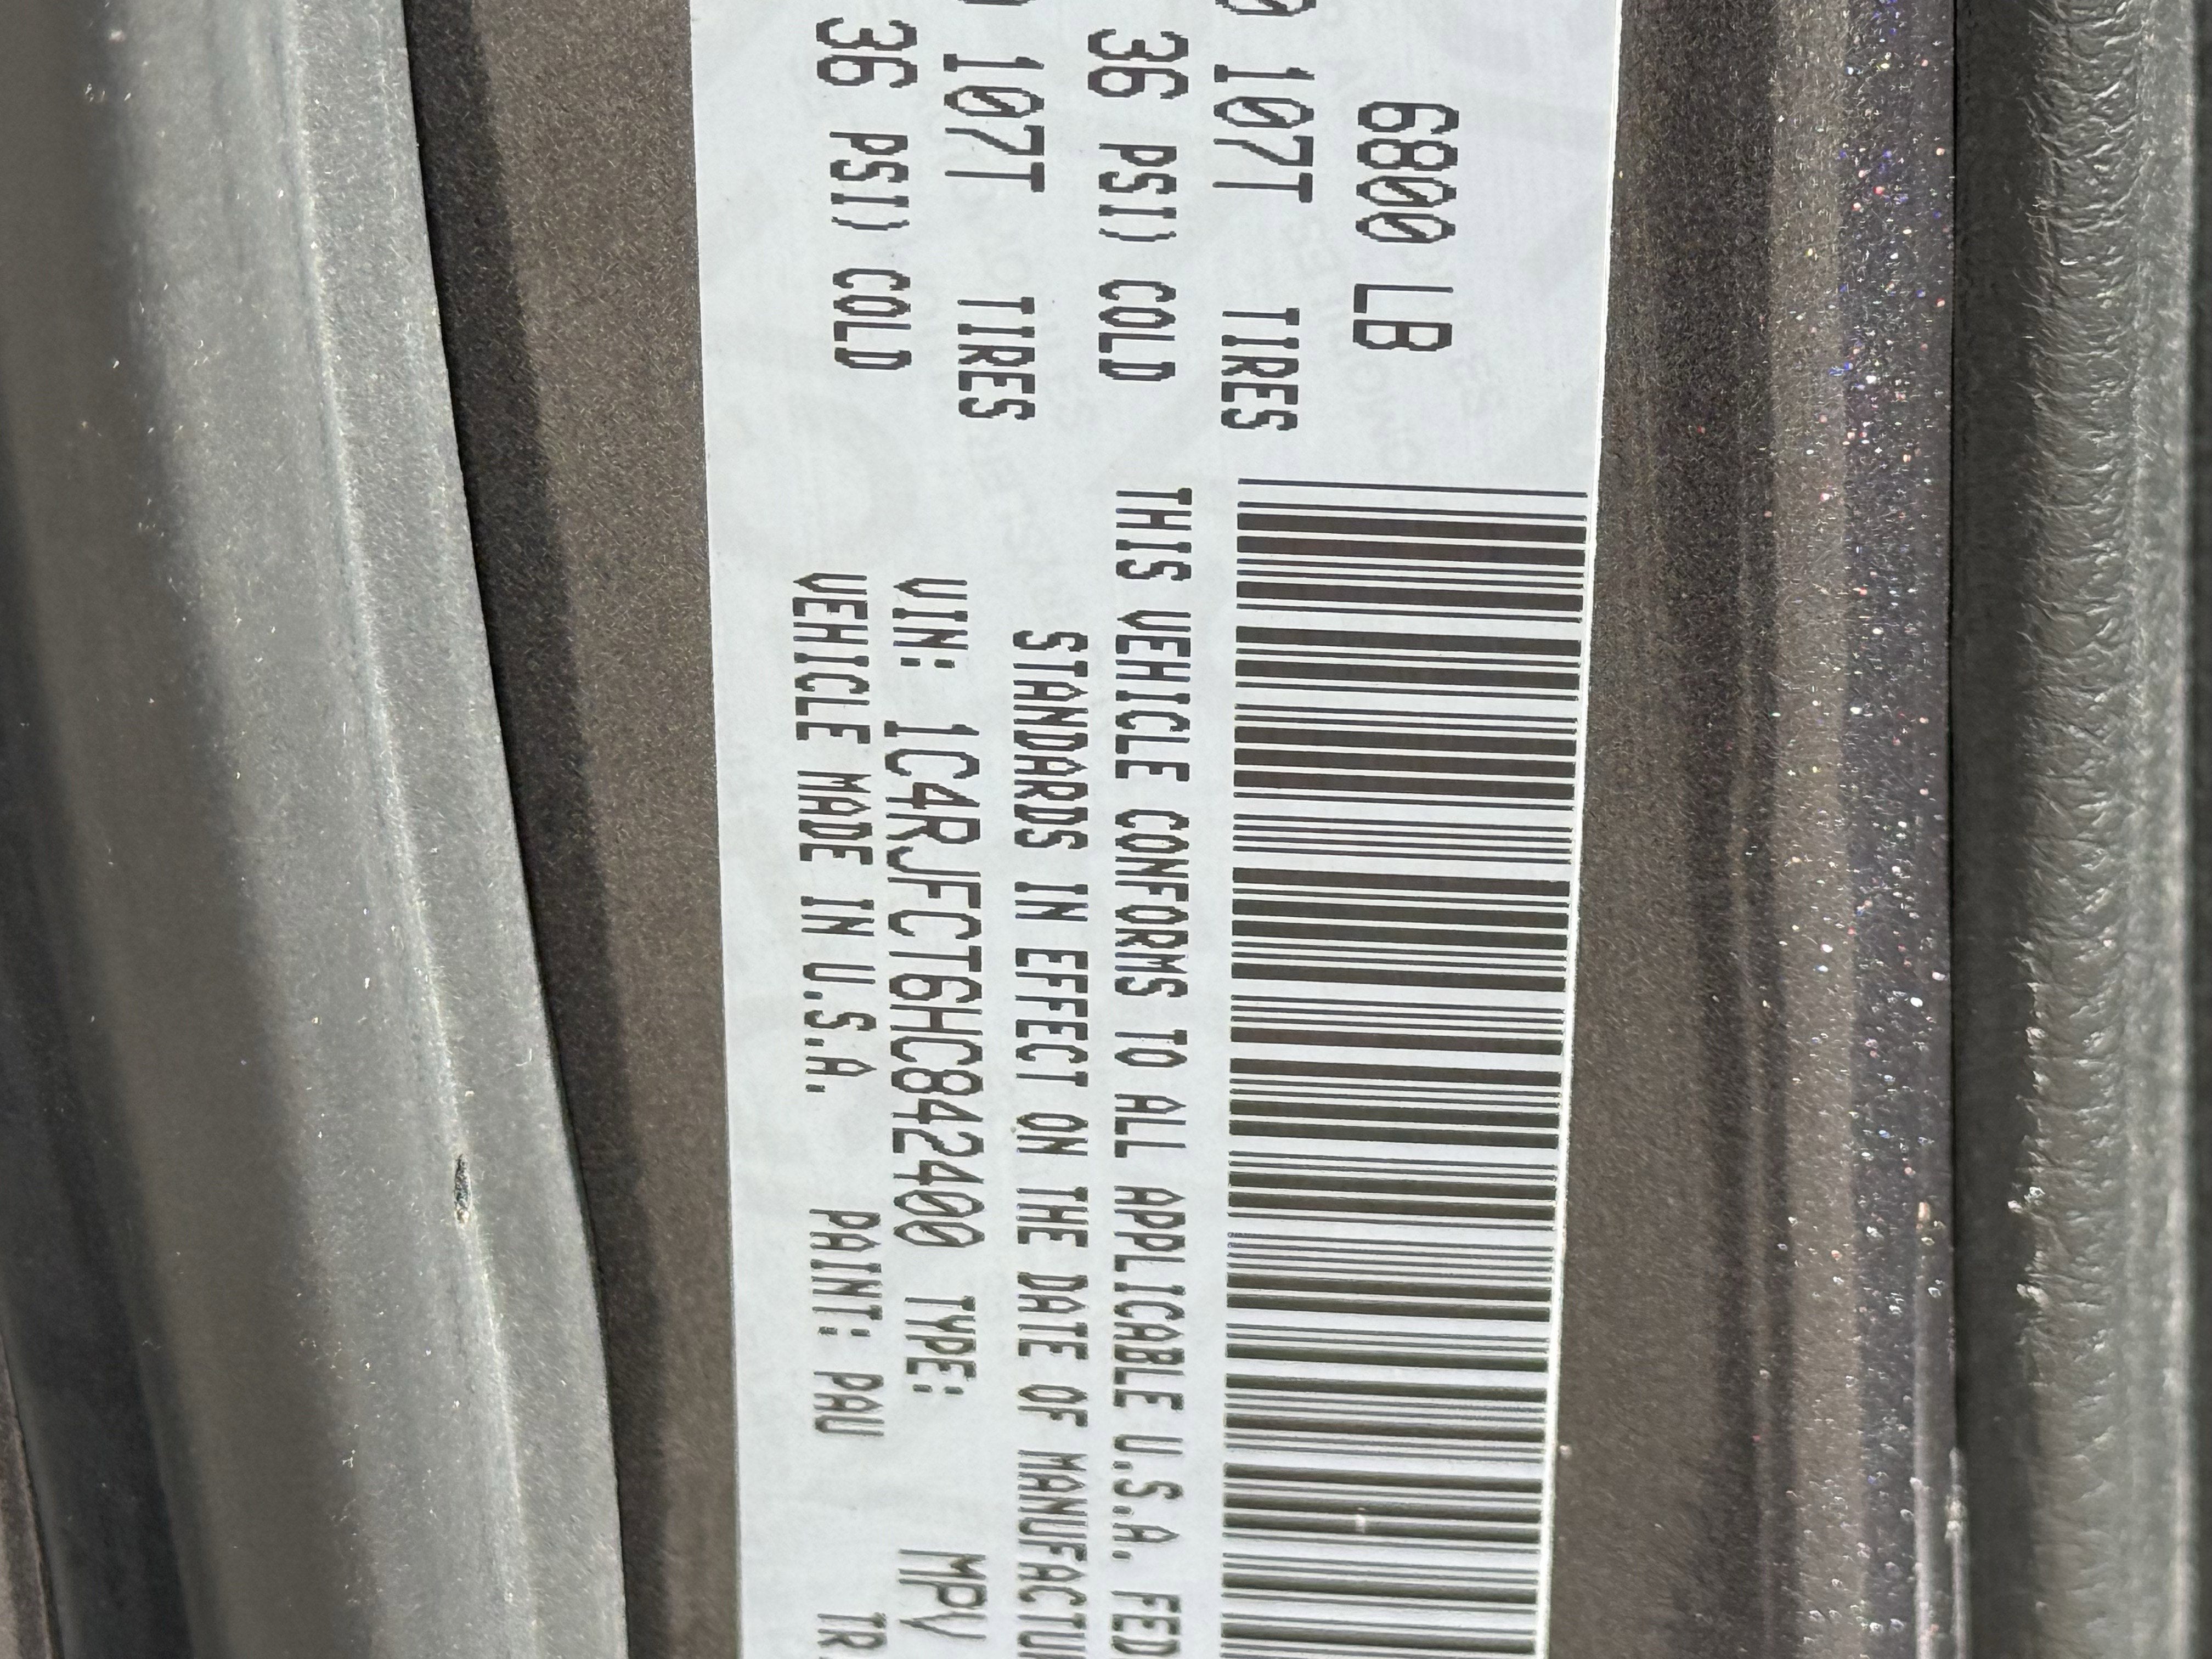 6800 LB
107T TIRES
36 PSI) COLD
107T TIRES
36 PSI) COLD
THIS VEHICLE CONFORMS TO ALL APPLICABLE U.S.A. FED
STANDARDS IN EFFECT ON THE DATE OF MANUFACTU
VIN: 1C4RJFCT6HC842400 TYPE: MPV
VEHICLE MADE IN U.S.A. PAINT: PAU TR